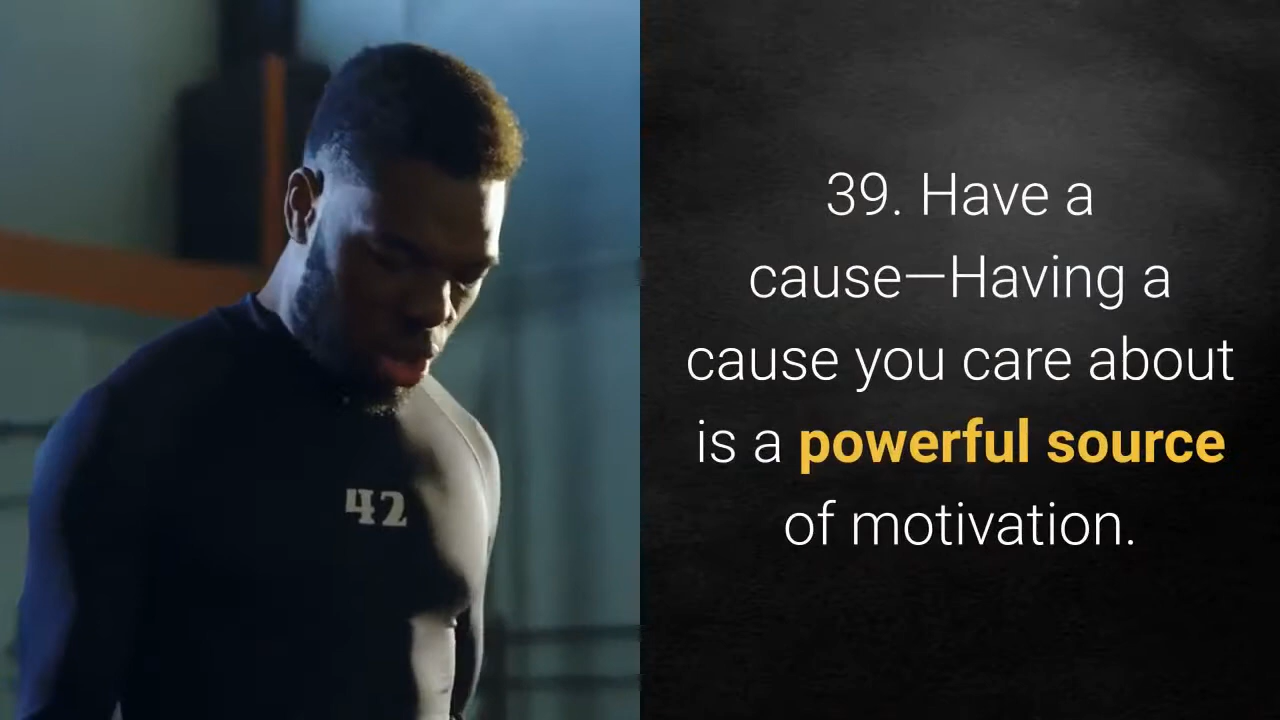 42
39. Have a
cause—Having a
cause you care about
is a powerful source
of motivation.